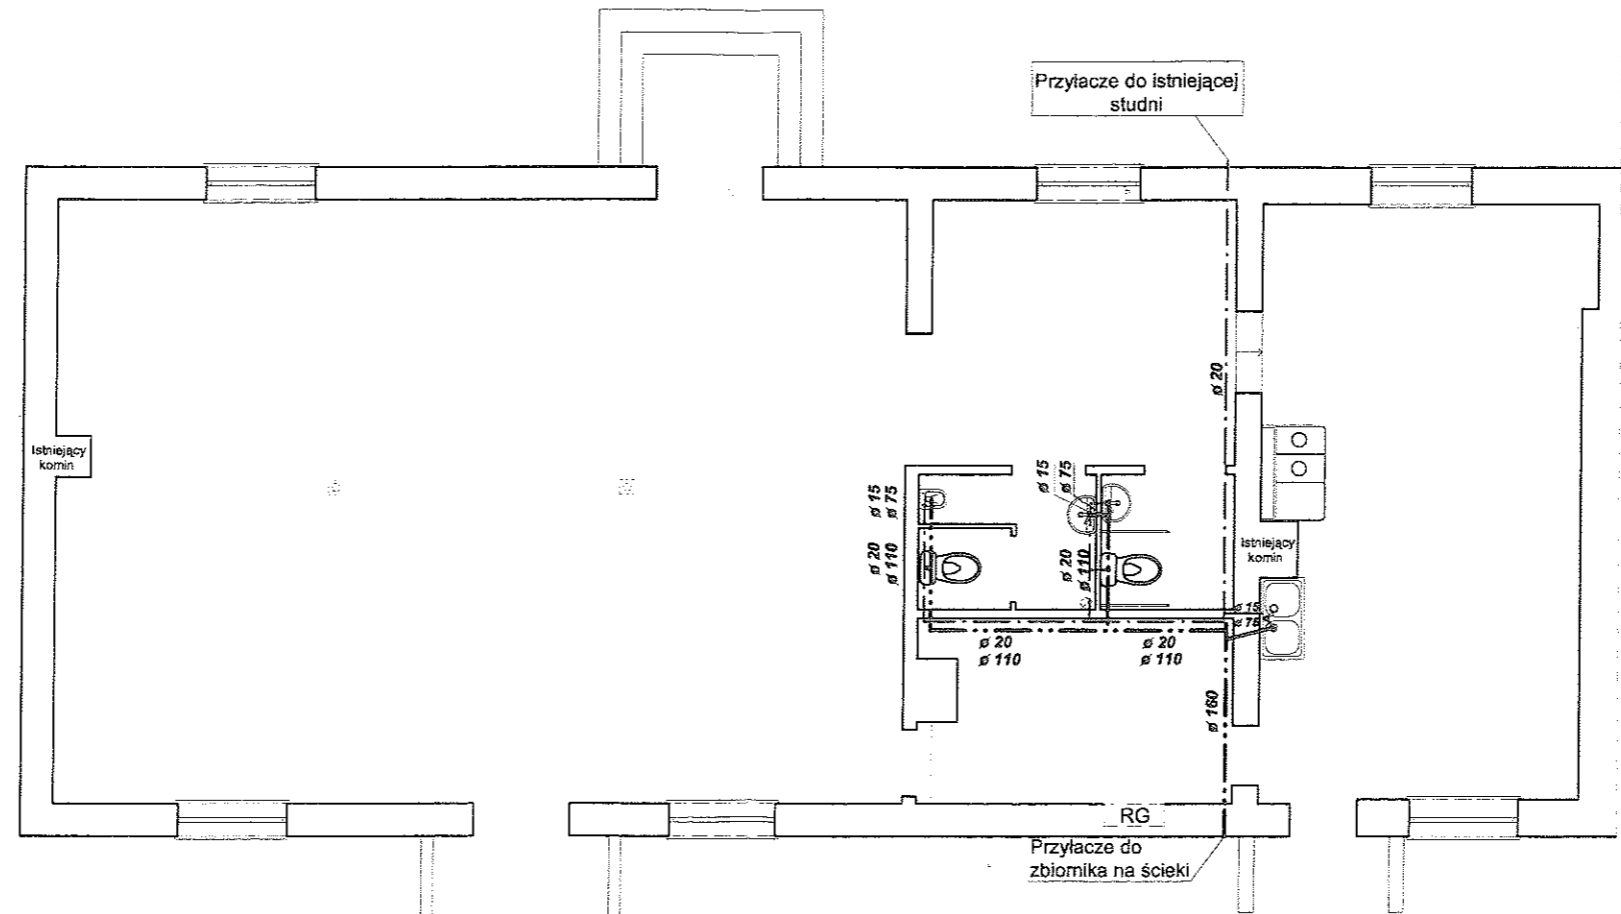 Przyłacze do istniejącej
studni
ø 20
Istniejący
komin
ø 15
ø 75
ø 15
ø 75
ø 20
ø 110
ø 20
ø 110
Istniejący
komin
ø 15
ø 75
ø 20
ø 110
ø 20
ø 110
ø 160
RG
Przyłacze do
zbiornika na ścieki